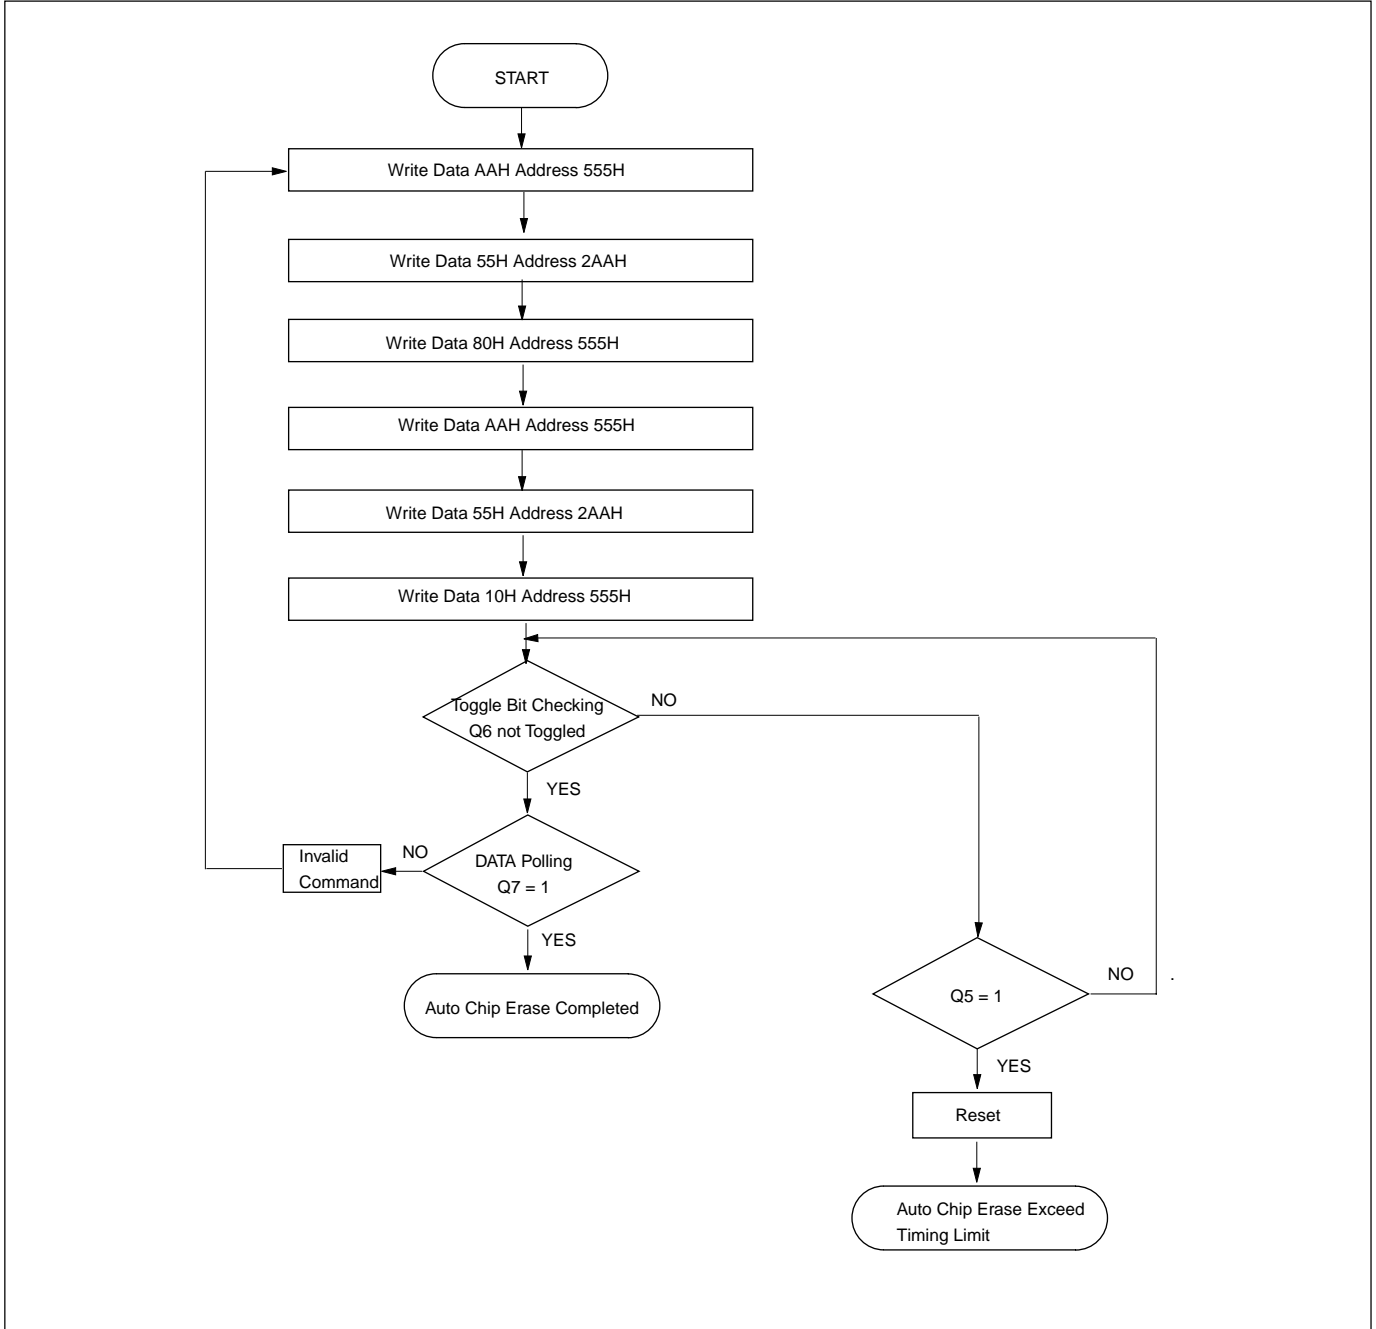 START
Write Data AAH Address 555H
Write Data 55H Address 2AAH
Write Data 80H Address 555H
Write Data AAH Address 555H
Write Data 55H Address 2AAH
Write Data 10H Address 555H
Toggle Bit Checking
Q6 not Toggled
NO
YES
Invalid
Command
NO
DATA Polling
Q7 = 1
YES
Auto Chip Erase Completed
Q5 = 1
NO
.
YES
Reset
Auto Chip Erase Exceed
Timing Limit